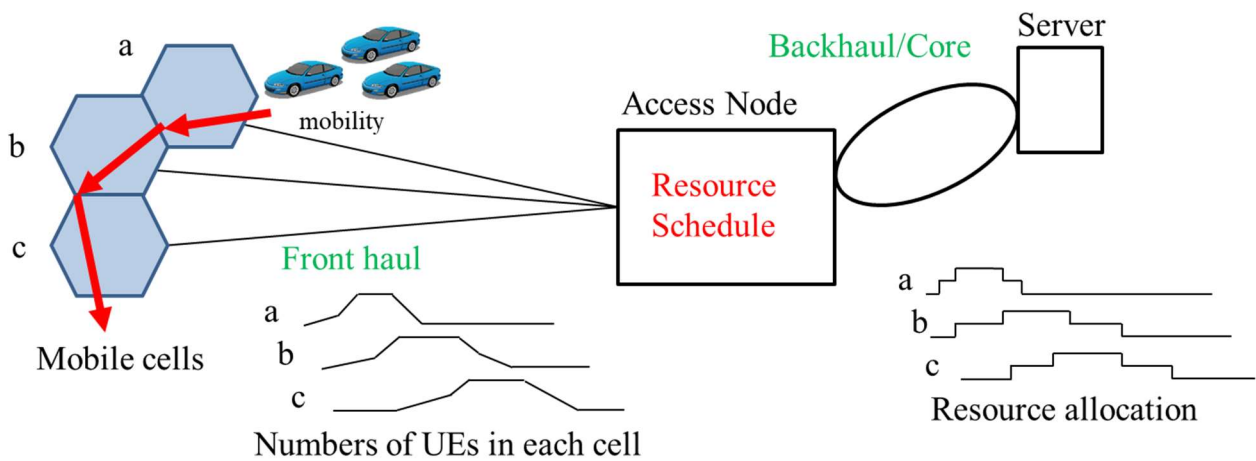 a
b
c
mobility
Mobile cells
Front haul
a
b
c
Numbers of UEs in each cell
Access Node
Resource
Schedule
Backhaul/Core
Server
a
b
c
Resource allocation